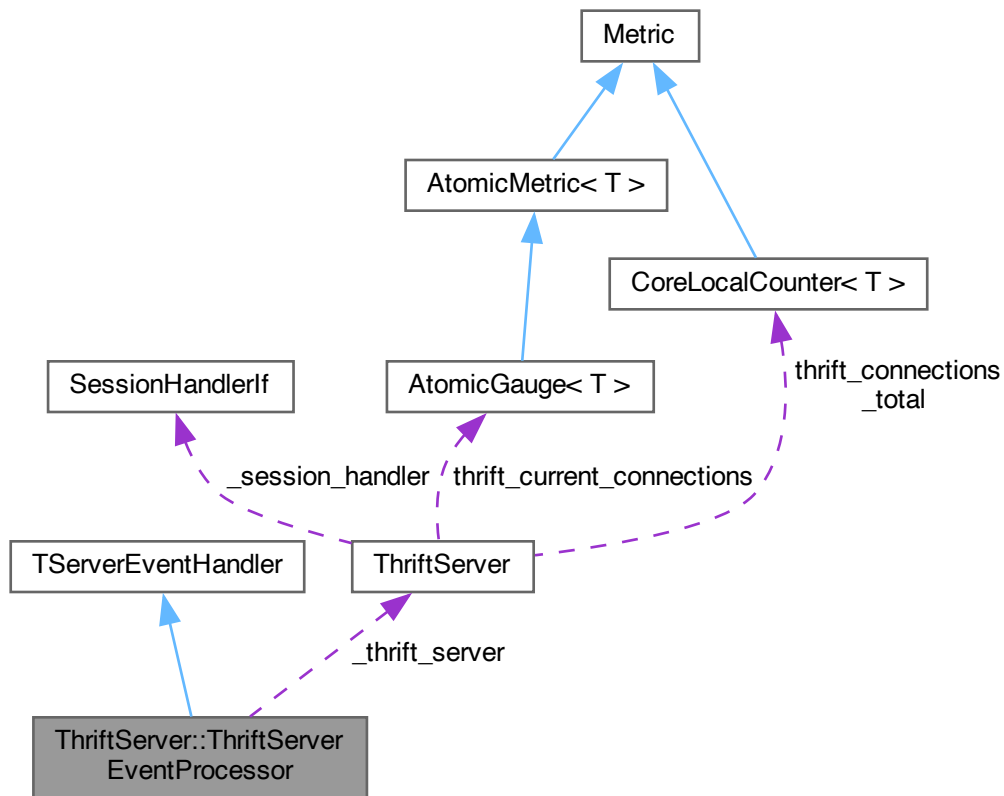 Metric
AtomicMetric< T >
CoreLocalCounter< T >
SessionHandlerIf
AtomicGauge< T >
thrift_connections
_total
_session_handler
thrift_current_connections
TServerEventHandler
ThriftServer
_thrift_server
ThriftServer::ThriftServer
EventProcessor